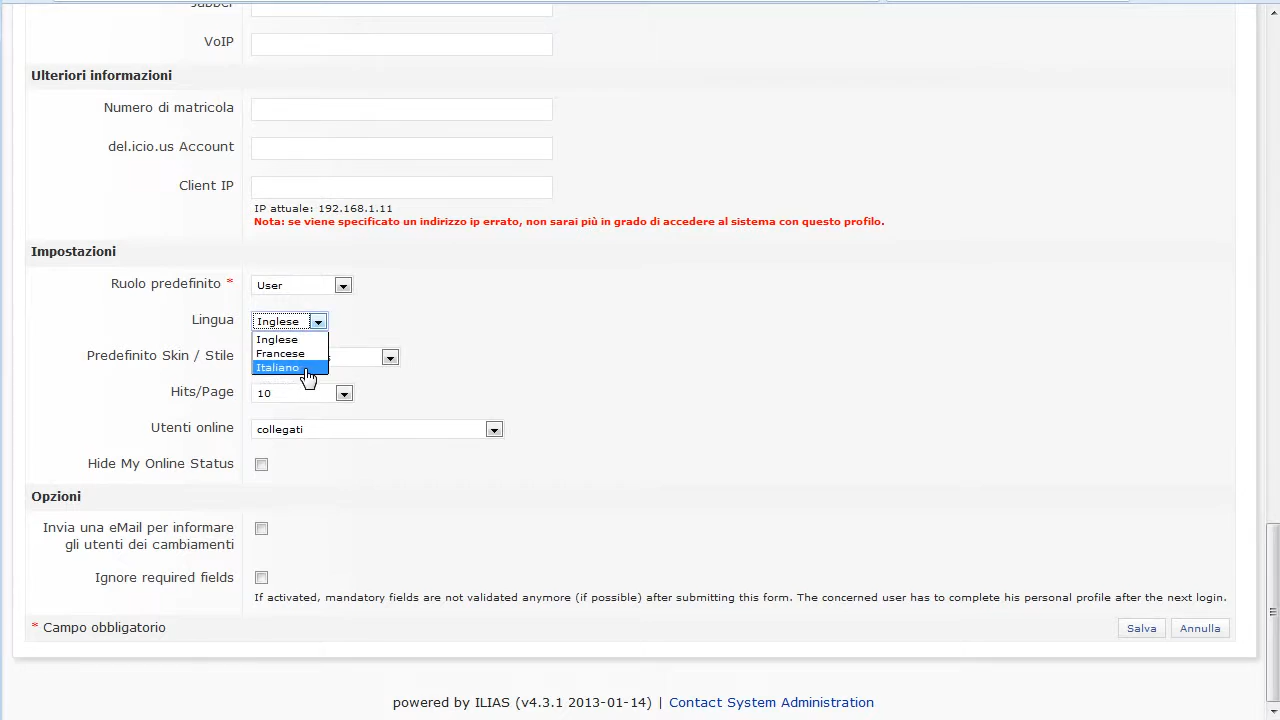 Jabber
VoIP
Ulteriori informazioni
Numero di matricola
del.icio.us Account
Client IP
IP attuale: 192.168.1.11
Nota: se viene specificato un indirizzo ip errato, non sarai più in grado di accedere al sistema con questo profilo.
Impostazioni
Ruolo predefinito * User
Lingua Inglese
Inglese
Francese
Italiano
Predefinito Skin / Stile
Hits/Page 10
Utenti online collegati
Hide My Online Status
Opzioni
Invia una eMail per informare
gli utenti dei cambiamenti
Ignore required fields
If activated, mandatory fields are not validated anymore (if possible) after submitting this form. The concerned user has to complete his personal profile after the next login.
* Campo obbligatorio Salva Annulla
powered by ILIAS (v4.3.1 2013-01-14) | Contact System Administration